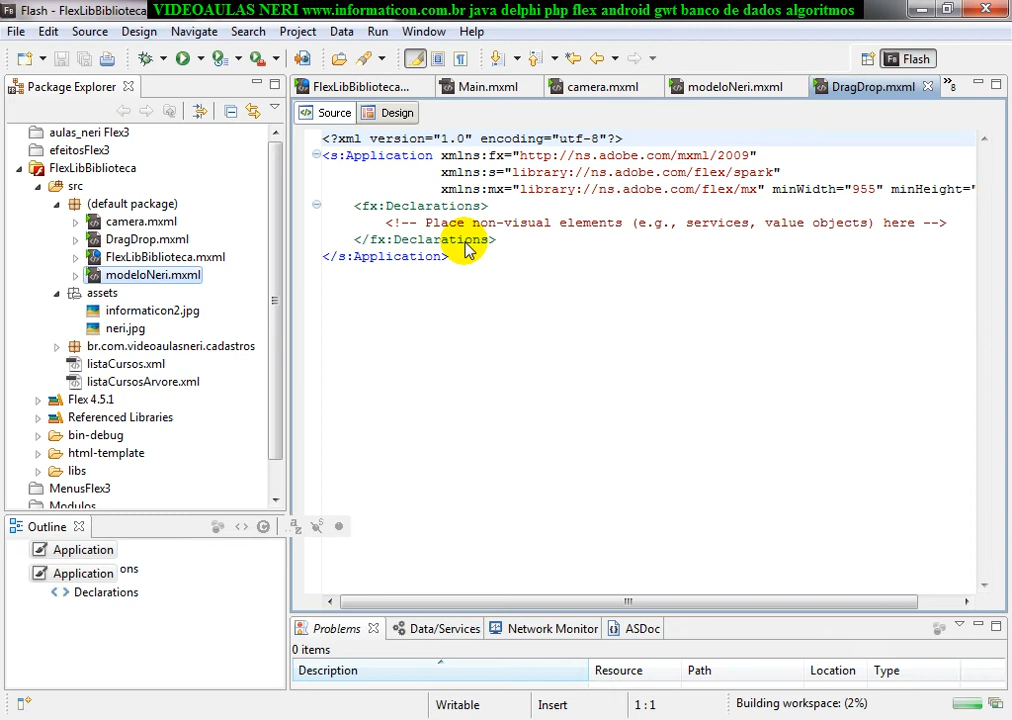 Flash - FlexLibBiblioteca
VIDEOAULAS NERI www.informaticon.com.br java delphi php flex android gwt banco de dados algoritmos
File Edit Source Design Navigate Search Project Data Run Window Help
Flash
Package Explorer
FlexLibBiblioteca...
Main.mxml
camera.mxml
modeloNeri.mxml
DragDrop.mxml
»8
Source
Design
aulas_neri Flex3
efeitosFlex3
FlexLibBiblioteca
src
(default package)
camera.mxml
DragDrop.mxml
FlexLibBiblioteca.mxml
modeloNeri.mxml
assets
informaticon2.jpg
neri.jpg
br.com.videoaulasneri.cadastros
listaCursos.xml
listaCursosArvore.xml
Flex 4.5.1
Referenced Libraries
bin-debug
html-template
libs
MenusFlex3
Modulos
<?xml version="1.0" encoding="utf-8"?>
<s:Application xmlns:fx="http://ns.adobe.com/mxml/2009"
xmlns:s="library://ns.adobe.com/flex/spark"
xmlns:mx="library://ns.adobe.com/flex/mx" minWidth="955" minHeight="
<fx:Declarations>
<!-- Place non-visual elements (e.g., services, value objects) here -->
</fx:Declarations>
</s:Application>
Outline
Application
Application
ons
Declarations
Problems
Data/Services
Network Monitor
ASDoc
0 items
Description Resource Path Location Type
Writable Insert 1 : 1 Building workspace: (2%)